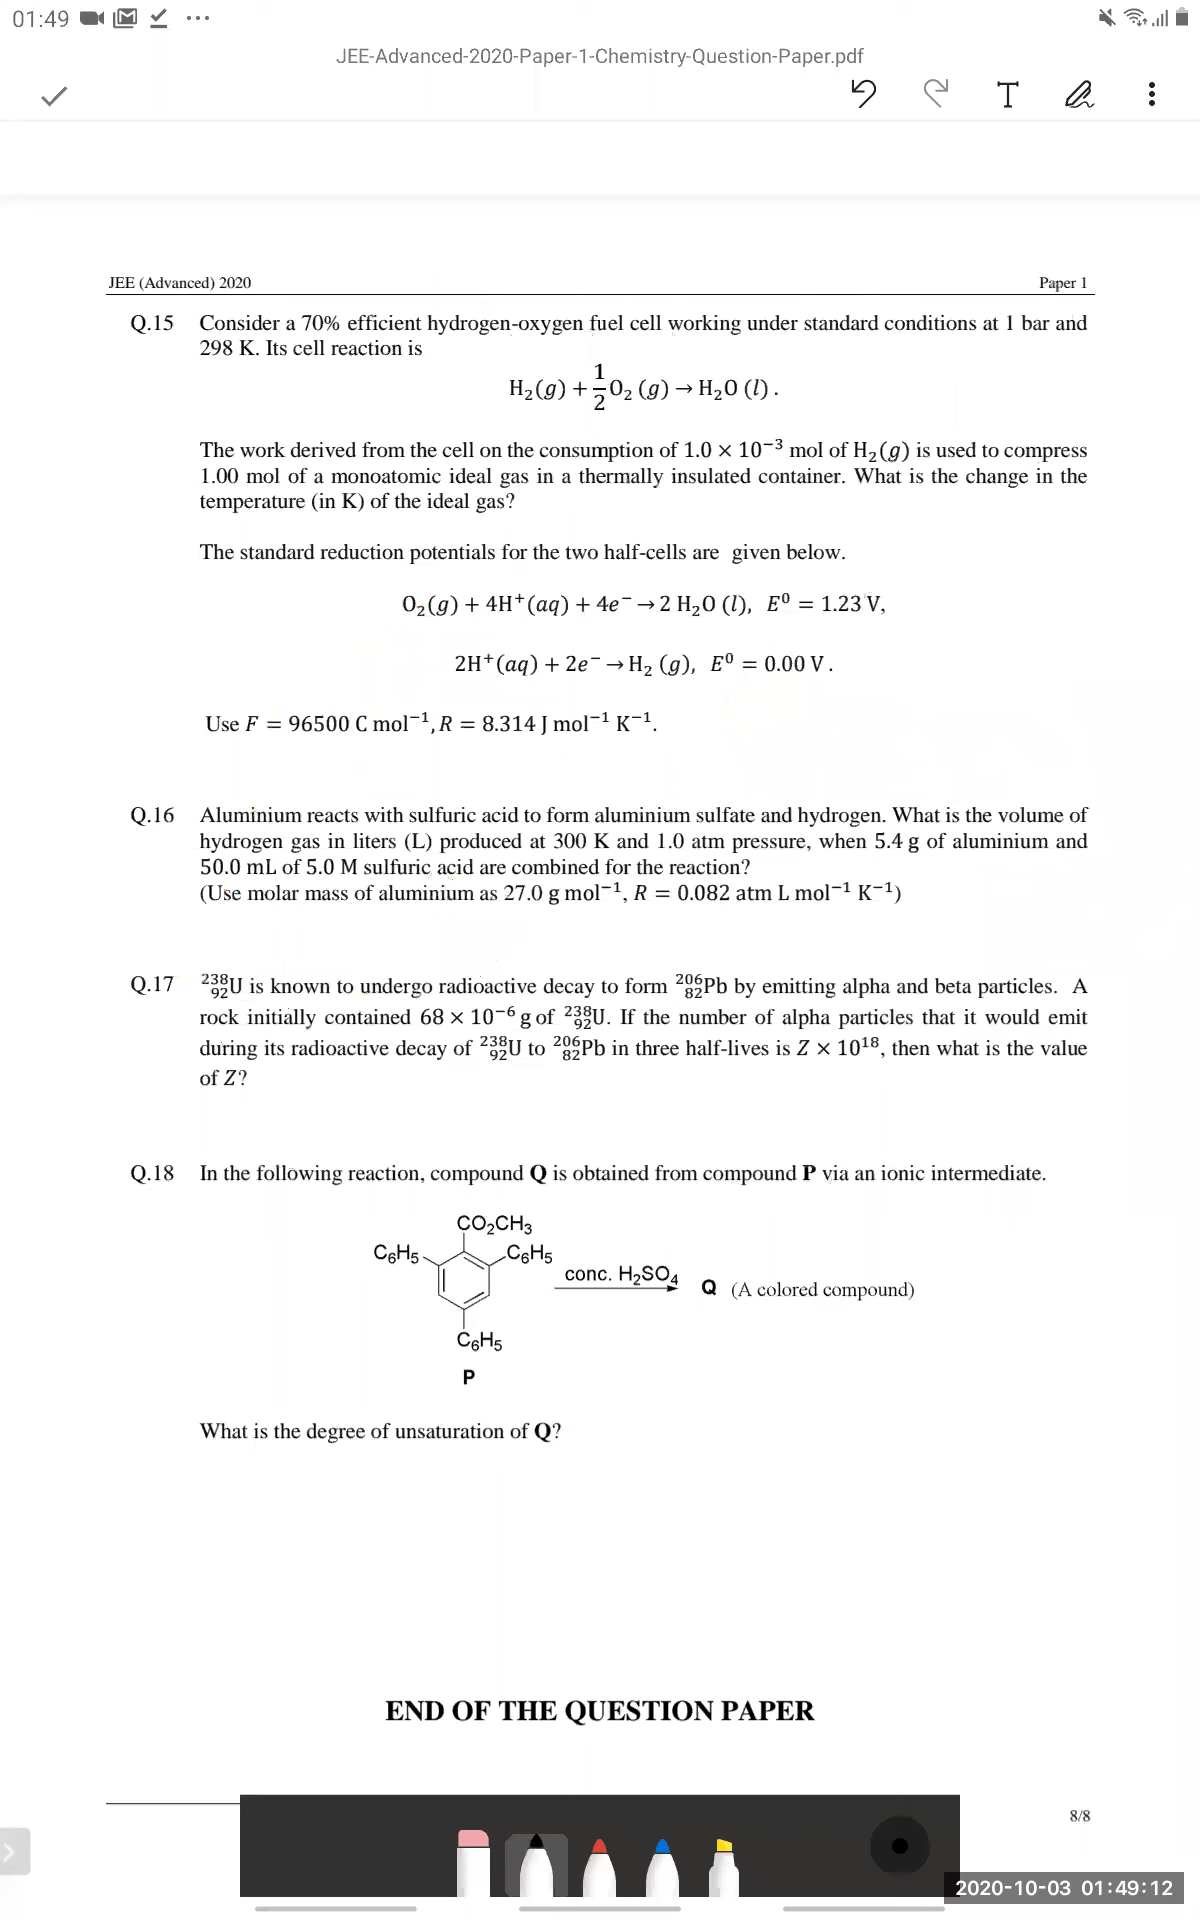 01:49
JEE-Advanced-2020-Paper-1-Chemistry-Question-Paper.pdf
T
JEE (Advanced) 2020 Paper 1
Q.15 Consider a 70% efficient hydrogen-oxygen fuel cell working under standard conditions at 1 bar and
298 K. Its cell reaction is
H₂(g) + 1/2 O₂ (g) → H₂O (l) .
The work derived from the cell on the consumption of 1.0 × 10⁻³ mol of H₂(g) is used to compress
1.00 mol of a monoatomic ideal gas in a thermally insulated container. What is the change in the
temperature (in K) of the ideal gas?
The standard reduction potentials for the two half-cells are given below.
O₂(g) + 4H⁺(aq) + 4e⁻ → 2 H₂O (l), E⁰ = 1.23 V,
2H⁺(aq) + 2e⁻ → H₂ (g), E⁰ = 0.00 V .
Use F = 96500 C mol⁻¹, R = 8.314 J mol⁻¹ K⁻¹.
Q.16 Aluminium reacts with sulfuric acid to form aluminium sulfate and hydrogen. What is the volume of
hydrogen gas in liters (L) produced at 300 K and 1.0 atm pressure, when 5.4 g of aluminium and
50.0 mL of 5.0 M sulfuric acid are combined for the reaction?
(Use molar mass of aluminium as 27.0 g mol⁻¹, R = 0.082 atm L mol⁻¹ K⁻¹)
Q.17 ²³⁸₉₂U is known to undergo radioactive decay to form ²⁰⁶₈₂Pb by emitting alpha and beta particles. A
rock initially contained 68 × 10⁻⁶ g of ²³⁸₉₂U. If the number of alpha particles that it would emit
during its radioactive decay of ²³⁸₉₂U to ²⁰⁶₈₂Pb in three half-lives is Z × 10¹⁸, then what is the value
of Z?
Q.18 In the following reaction, compound Q is obtained from compound P via an ionic intermediate.
CO₂CH₃
C₆H₅ C₆H₅
conc. H₂SO₄
Q (A colored compound)
C₆H₅
P
What is the degree of unsaturation of Q?
END OF THE QUESTION PAPER
8/8
2020-10-03 01:49:12